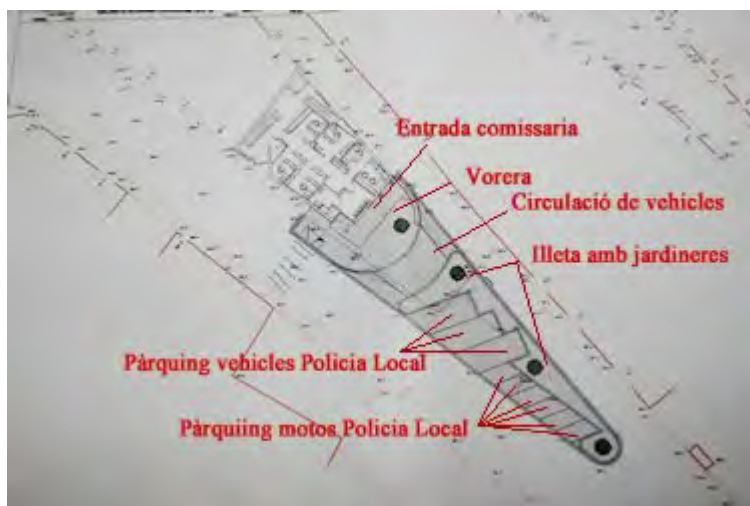 Entrada comissaria
Vorera
Circulació de vehicles
Illeta amb jardineres
Pàrquing vehicles Policia Local
Pàrquiing motos Policia Local